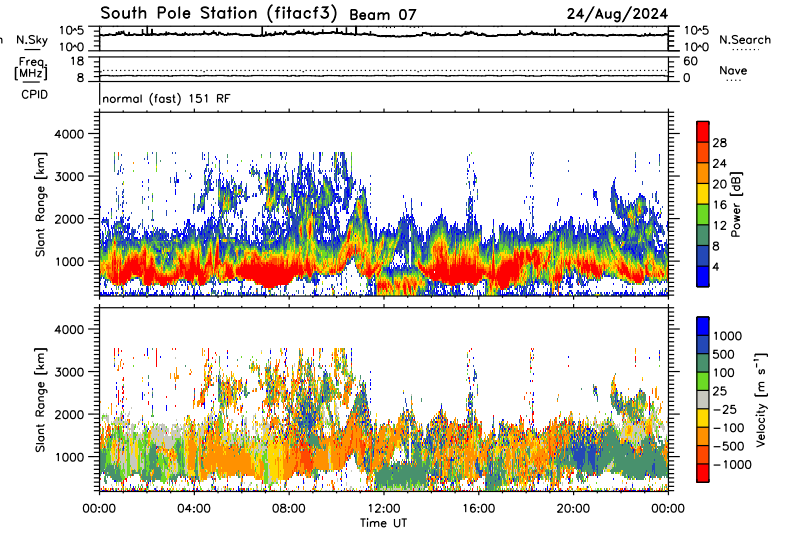 South Pole Station (fitacf3) Beam 07 24/Aug/2024
n N.Sky 10^5 10^0 10^5 10^0 N.Search
Freq. [MHz] 18 8 60 0 Nave
CPID normal (fast) 151 RF
Slant Range [km]
4000
3000
2000
1000
28
24
20
16
12
8
4
Power [dB]
Slant Range [km]
4000
3000
2000
1000
1000
500
100
25
-25
-100
-500
-1000
Velocity [m s⁻¹]
00:00 04:00 08:00 12:00 16:00 20:00 00:00
Time UT